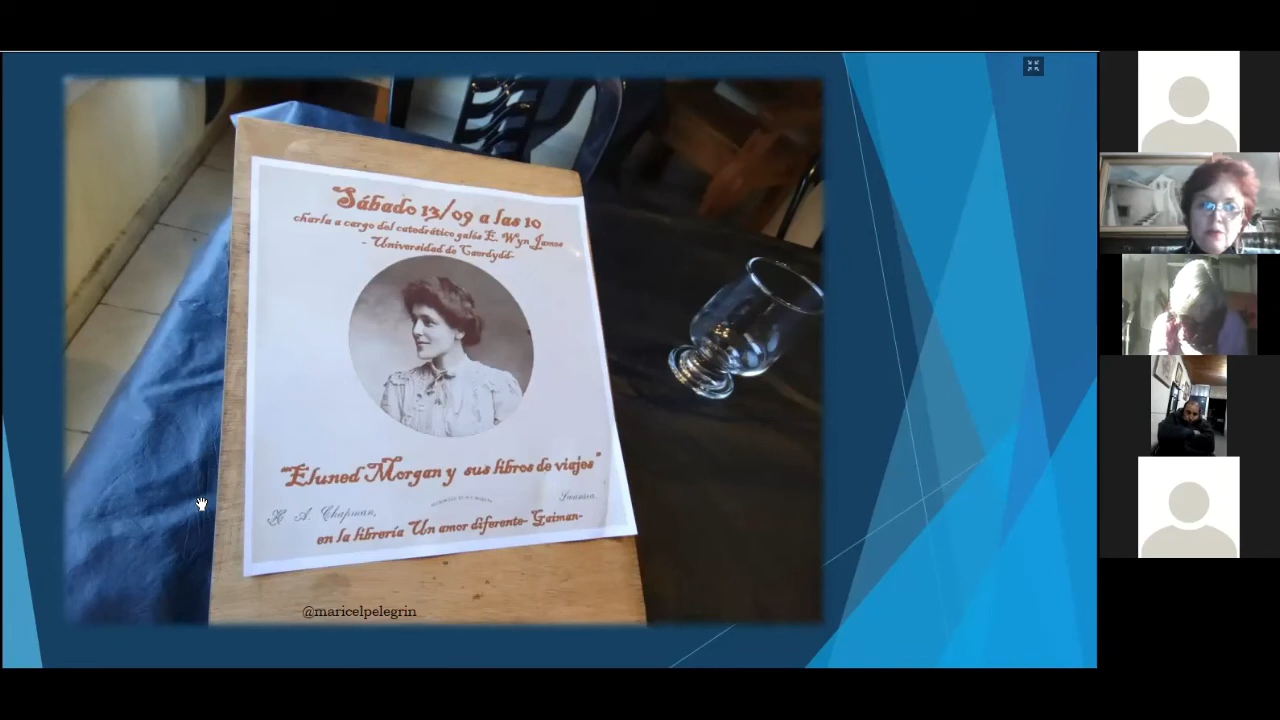 Sábado 13/09 a las 10
charla a cargo del catedrático galés E. Wyn James
- Universidad de Caerdydd-
"Eluned Morgan y sus libros de viajes"
H. A. Chapman,
Swansea.
en la librería Un amor diferente- Gaiman-
@maricelpelegrin